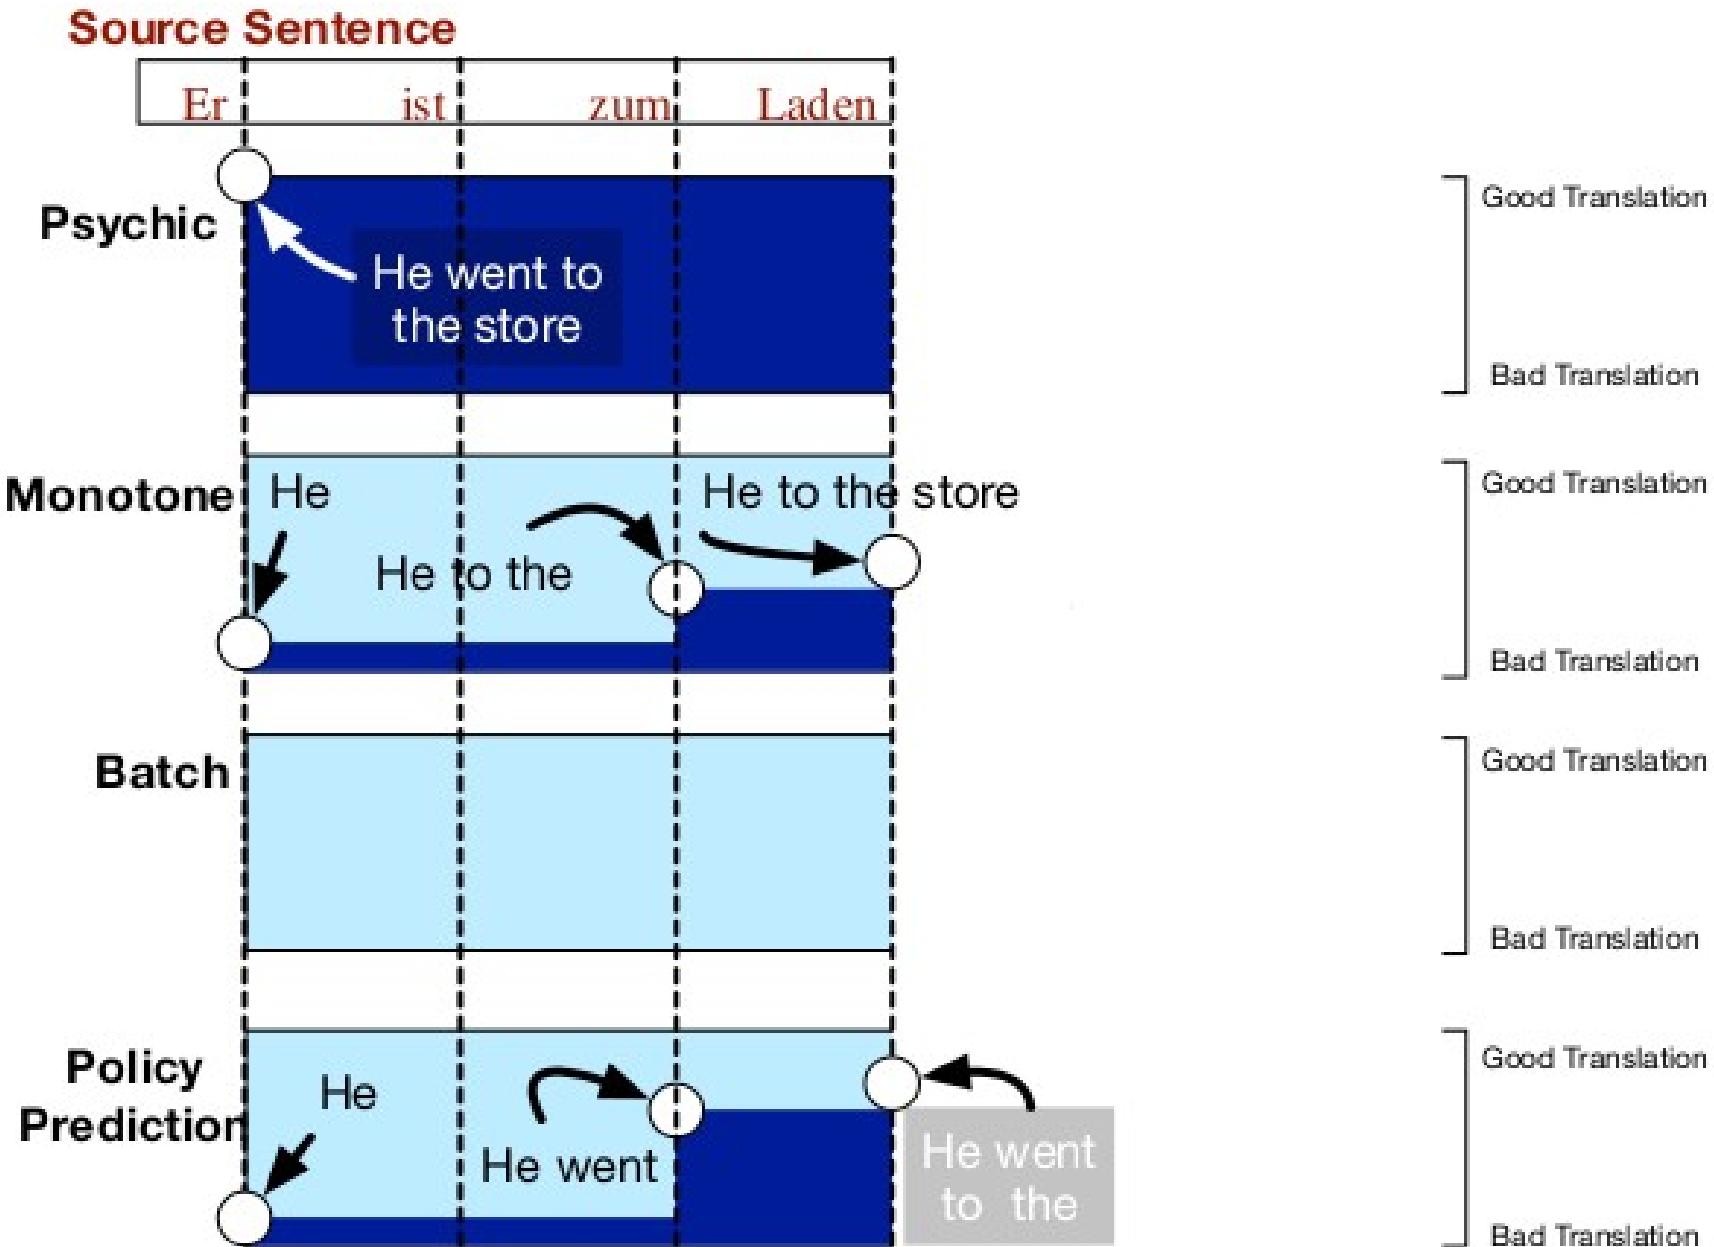 Source Sentence
Er ist zum Laden
Psychic
He went to
the store
Good Translation
Bad Translation
Monotone
He
He to the
He to the store
Good Translation
Bad Translation
Batch
Good Translation
Bad Translation
Policy
Prediction
He
He went
He went
to the
Good Translation
Bad Translation